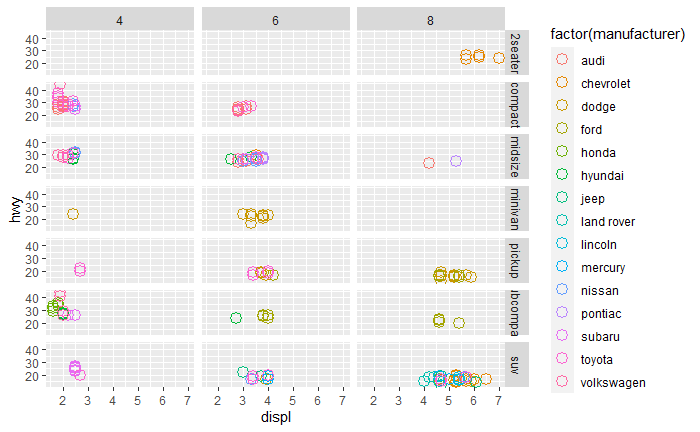 4 6 8
factor(manufacturer)
40
30
20
2seater
audi
chevrolet
dodge
ford
honda
hyundai
jeep
land rover
lincoln
mercury
nissan
pontiac
subaru
toyota
volkswagen
40
30
20
compact
40
30
20
midsize
hwy
40
30
20
minivan
40
30
20
pickup
40
30
20
ubcompa
40
30
20
suv
2 3 4 5 6 7 2 3 4 5 6 7 2 3 4 5 6 7
displ